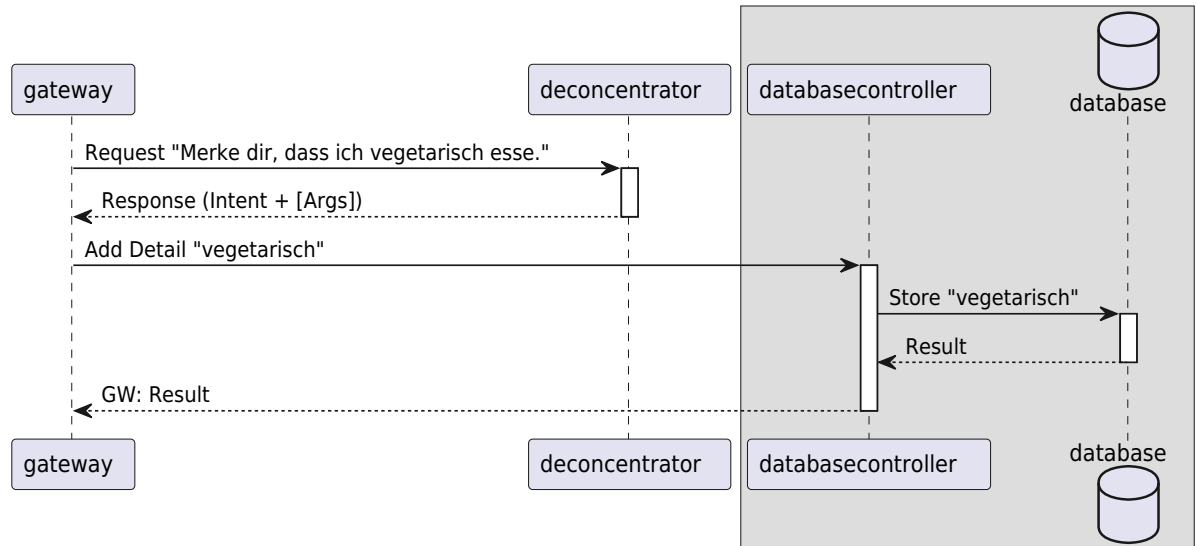 gateway
deconcentrator
databasecontroller
database
Request "Merke dir, dass ich vegetarisch esse."
Response (Intent + [Args])
Add Detail "vegetarisch"
Store "vegetarisch"
Result
GW: Result
gateway
deconcentrator
databasecontroller
database